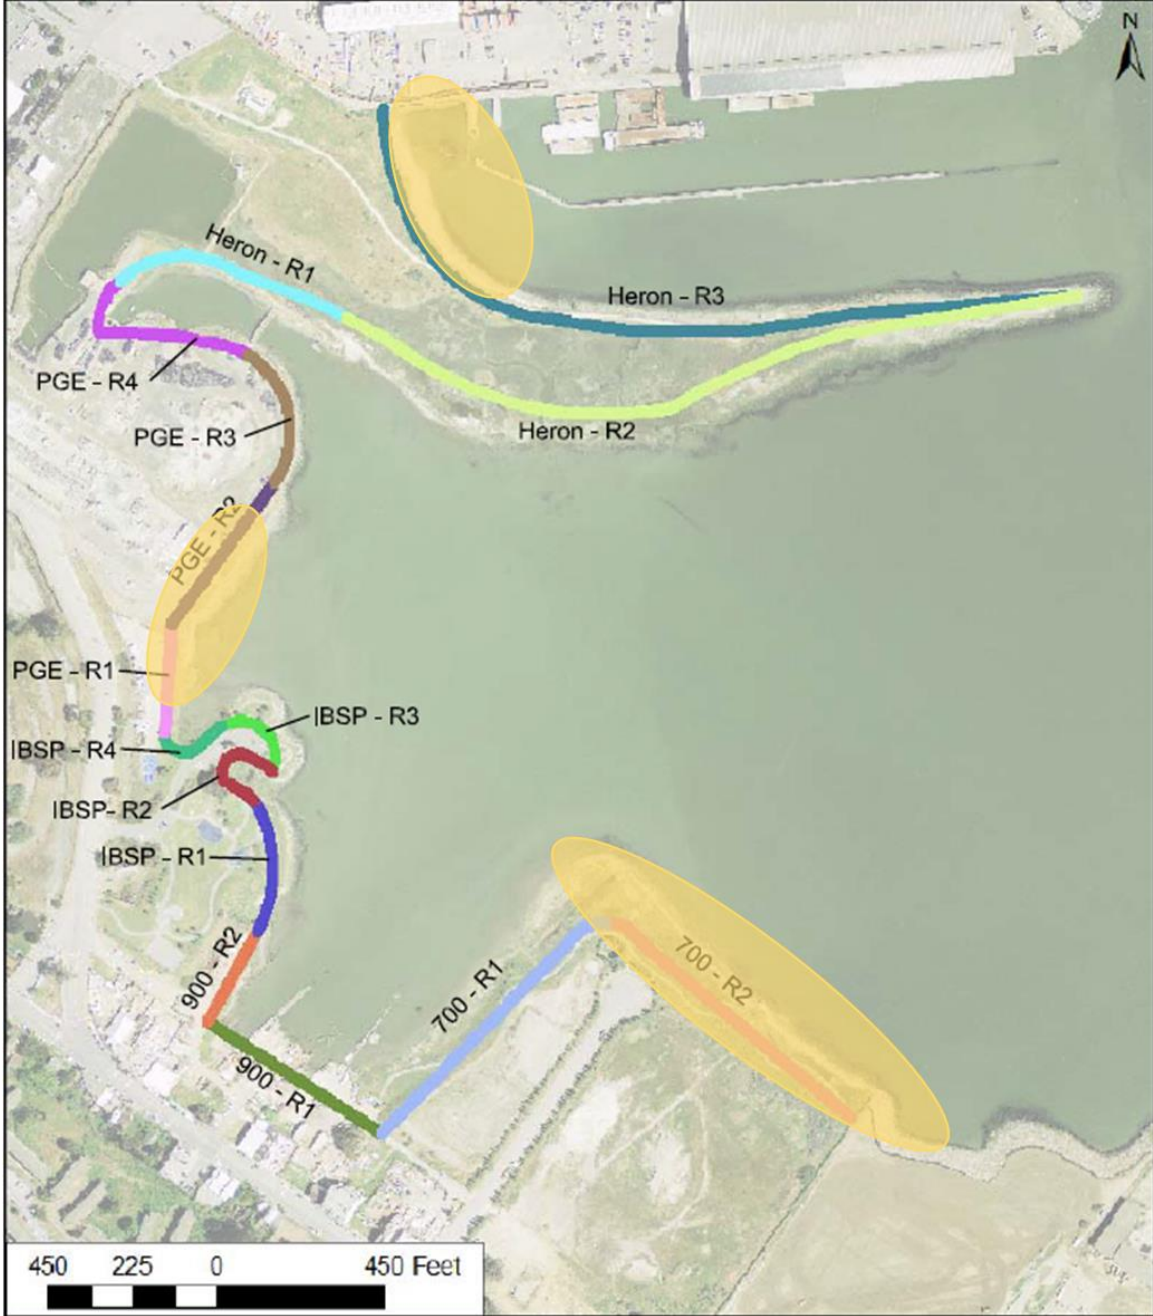 N
Heron - R1
Heron - R3
PGE - R4
PGE - R3
Heron - R2
PGE - R2
PGE - R1
IBSP - R3
IBSP - R4
IBSP- R2
IBSP - R1
900 - R2
700 - R2
700 - R1
900 - R1
450 225 0 450 Feet